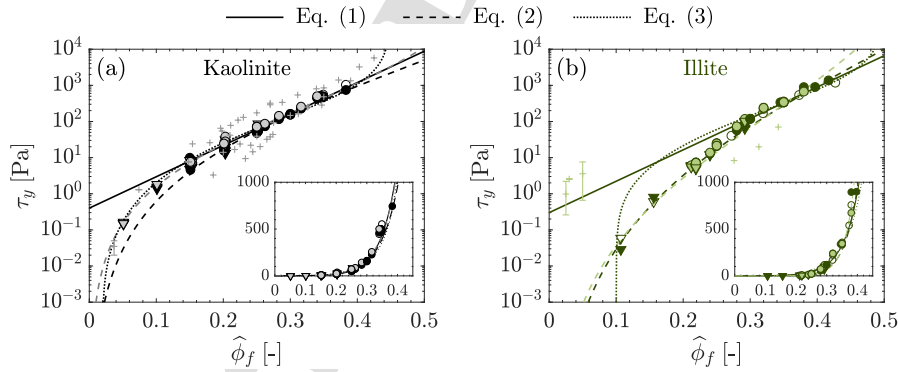 Eq. (1) Eq. (2) Eq. (3)
(a) Kaolinite
τ_y [Pa]
10^4
10^3
10^2
10^1
10^0
10^-1
10^-2
10^-3
1000
500
0
0 0.1 0.2 0.3 0.4
0 0.1 0.2 0.3 0.4 0.5
φ̂_f [-]
(b) Illite
τ_y [Pa]
10^4
10^3
10^2
10^1
10^0
10^-1
10^-2
10^-3
1000
500
0
0 0.1 0.2 0.3 0.4
0 0.1 0.2 0.3 0.4 0.5
φ̂_f [-]